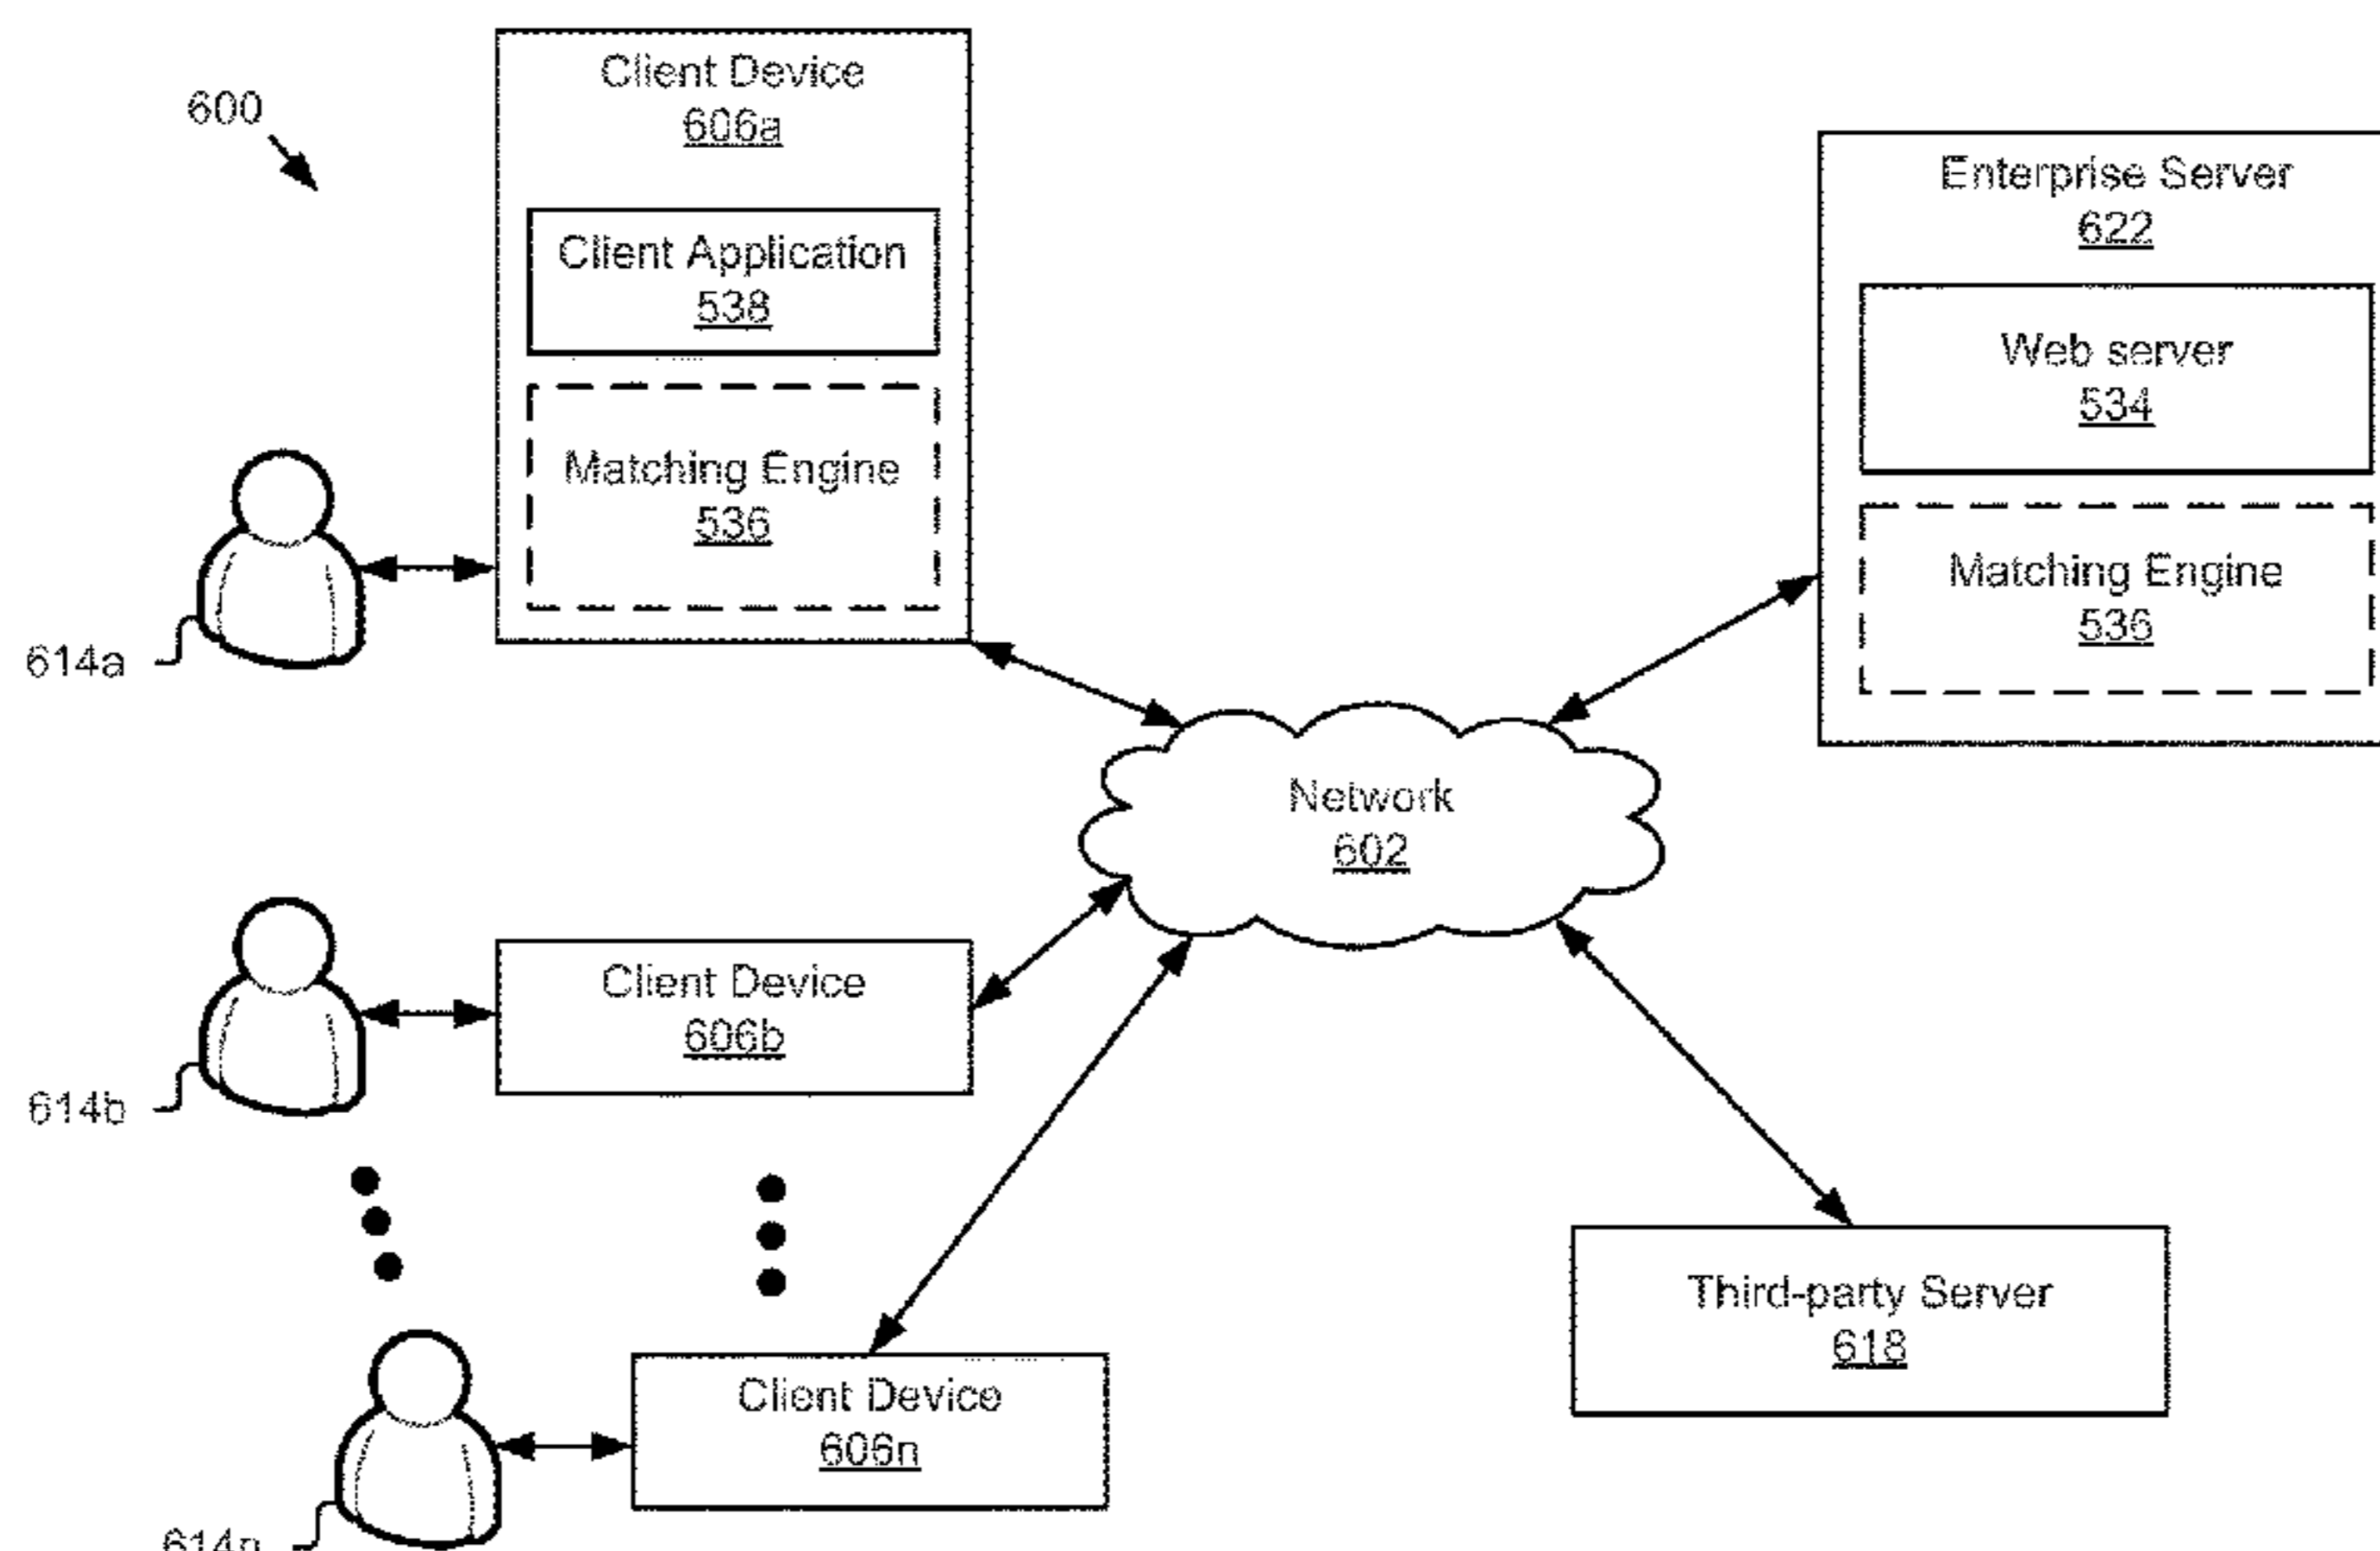 600
Client Device
606a
Client Application
538
Matching Engine
536
614a
Enterprise Server
622
Web server
534
Matching Engine
536
Network
602
Client Device
606b
614b
Third-party Server
618
Client Device
606n
614n